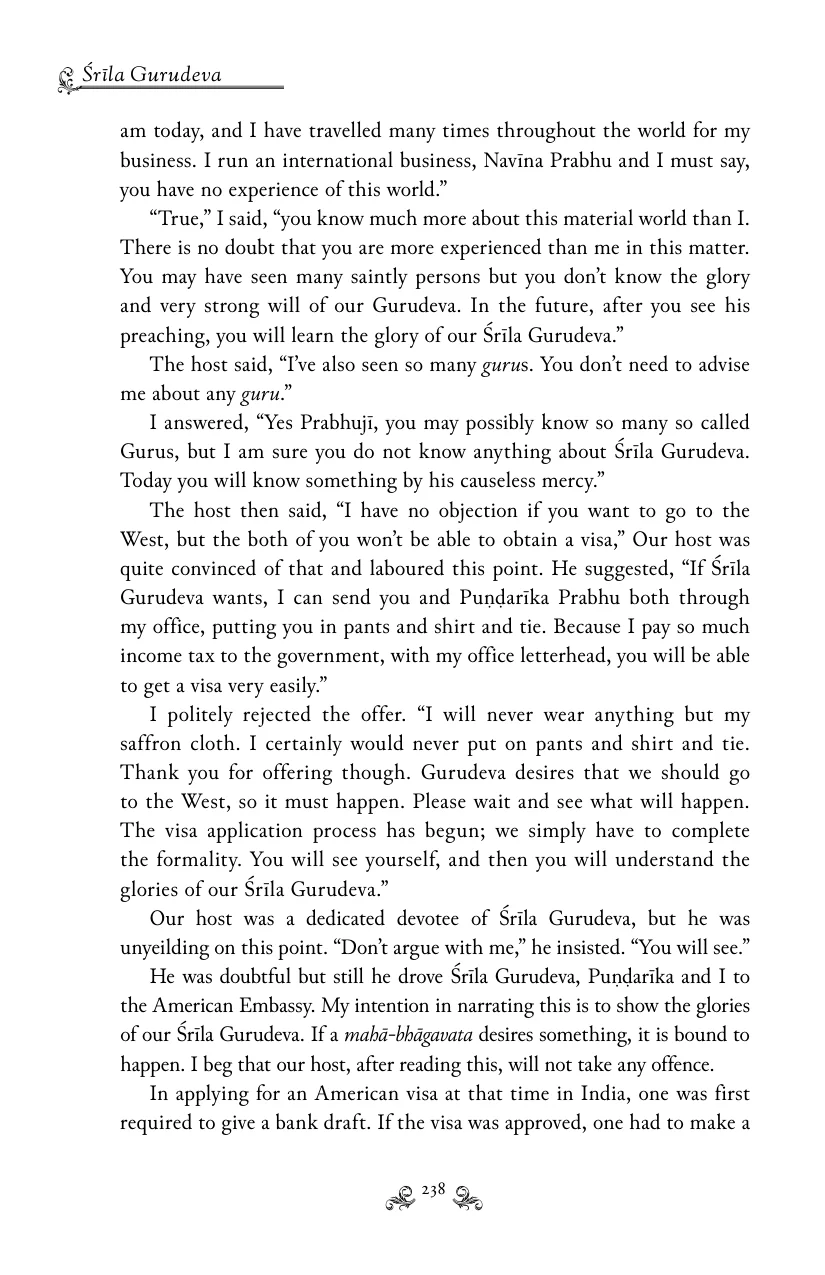 Śrīla Gurudeva
am today, and I have travelled many times throughout the world for my
business. I run an international business, Navīna Prabhu and I must say,
you have no experience of this world.”
“True,” I said, “you know much more about this material world than I.
There is no doubt that you are more experienced than me in this matter.
You may have seen many saintly persons but you don’t know the glory
and very strong will of our Gurudeva. In the future, after you see his
preaching, you will learn the glory of our Śrīla Gurudeva.”
The host said, “I’ve also seen so many gurus. You don’t need to advise
me about any guru.”
I answered, “Yes Prabhujī, you may possibly know so many so called
Gurus, but I am sure you do not know anything about Śrīla Gurudeva.
Today you will know something by his causeless mercy.”
The host then said, “I have no objection if you want to go to the
West, but the both of you won’t be able to obtain a visa,” Our host was
quite convinced of that and laboured this point. He suggested, “If Śrīla
Gurudeva wants, I can send you and Puṇḍarīka Prabhu both through
my office, putting you in pants and shirt and tie. Because I pay so much
income tax to the government, with my office letterhead, you will be able
to get a visa very easily.”
I politely rejected the offer. “I will never wear anything but my
saffron cloth. I certainly would never put on pants and shirt and tie.
Thank you for offering though. Gurudeva desires that we should go
to the West, so it must happen. Please wait and see what will happen.
The visa application process has begun; we simply have to complete
the formality. You will see yourself, and then you will understand the
glories of our Śrīla Gurudeva.”
Our host was a dedicated devotee of Śrīla Gurudeva, but he was
unyeilding on this point. “Don’t argue with me,” he insisted. “You will see.”
He was doubtful but still he drove Śrīla Gurudeva, Puṇḍarīka and I to
the American Embassy. My intention in narrating this is to show the glories
of our Śrīla Gurudeva. If a mahā-bhāgavata desires something, it is bound to
happen. I beg that our host, after reading this, will not take any offence.
In applying for an American visa at that time in India, one was first
required to give a bank draft. If the visa was approved, one had to make a
238